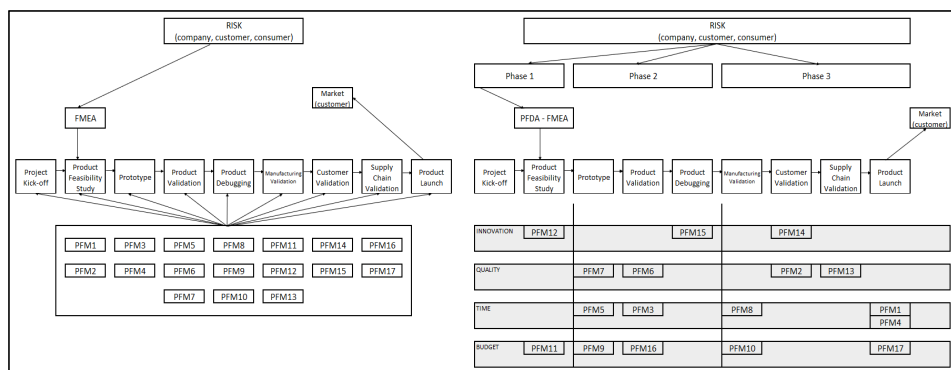 RISK
(company, customer, consumer)
FMEA
Market
(customer)
Project
Kick-off
Product
Feasibility
Study
Prototype
Product
Validation
Product
Debugging
Manufacturing
Validation
Customer
Validation
Supply
Chain
Validation
Product
Launch
PFM1 PFM3 PFM5 PFM8 PFM11 PFM14 PFM16
PFM2 PFM4 PFM6 PFM9 PFM12 PFM15 PFM17
PFM7 PFM10 PFM13
RISK
(company, customer, consumer)
Phase 1 Phase 2 Phase 3
PFDA - FMEA
Market
(customer)
Project
Kick-off
Product
Feasibility
Study
Prototype
Product
Validation
Product
Debugging
Manufacturing
Validation
Customer
Validation
Supply
Chain
Validation
Product
Launch
INNOVATION PFM12 PFM15 PFM14
QUALITY PFM7 PFM6 PFM2 PFM13
TIME PFM5 PFM3 PFM8 PFM1
PFM4
BUDGET PFM11 PFM9 PFM16 PFM10 PFM17